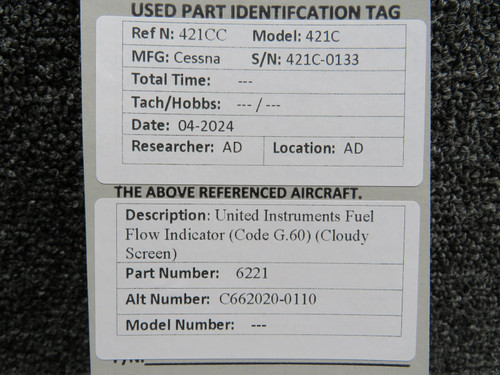 USED PART IDENTIFCATION TAG
Ref N: 421CC Model: 421C
MFG: Cessna S/N: 421C-0133
Total Time: ---
Tach/Hobbs: --- / ---
Date: 04-2024
Researcher: AD Location: AD
THE ABOVE REFERENCED AIRCRAFT.
Description: United Instruments Fuel
Flow Indicator (Code G.60) (Cloudy
Screen)
Part Number: 6221
Alt Number: C662020-0110
Model Number: ---